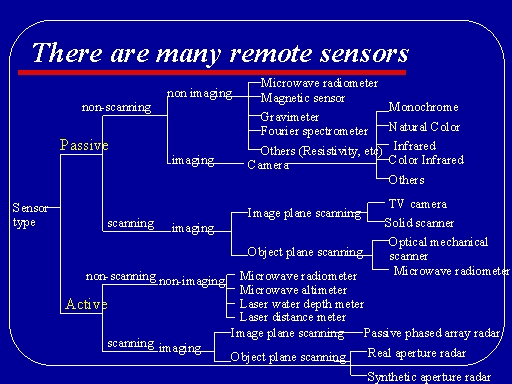 There are many remote sensors
Microwave radiometer
non imaging
Magnetic sensor
non-scanning
Monochrome
Gravimeter
Fourier spectrometer
Natural Color
Passive
Others (Resistivity, etc)
Infrared
imaging
Camera
Color Infrared
Others
Sensor
type
TV camera
Image plane scanning
Solid scanner
scanning
imaging
Optical mechanical
scanner
Object plane scanning
Microwave radiometer
non-scanning
non-imaging
Microwave radiometer
Microwave altimeter
Active
Laser water depth meter
Laser distance meter
Image plane scanning
Passive phased array radar
scanning
imaging
Object plane scanning
Real aperture radar
Synthetic aperture radar